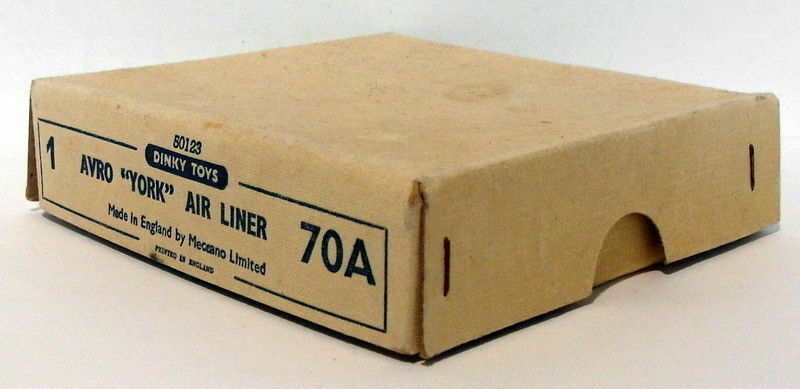 50123
DINKY TOYS
1
AVRO "YORK" AIR LINER
70A
Made in England by Meccano Limited
PRINTED IN ENGLAND